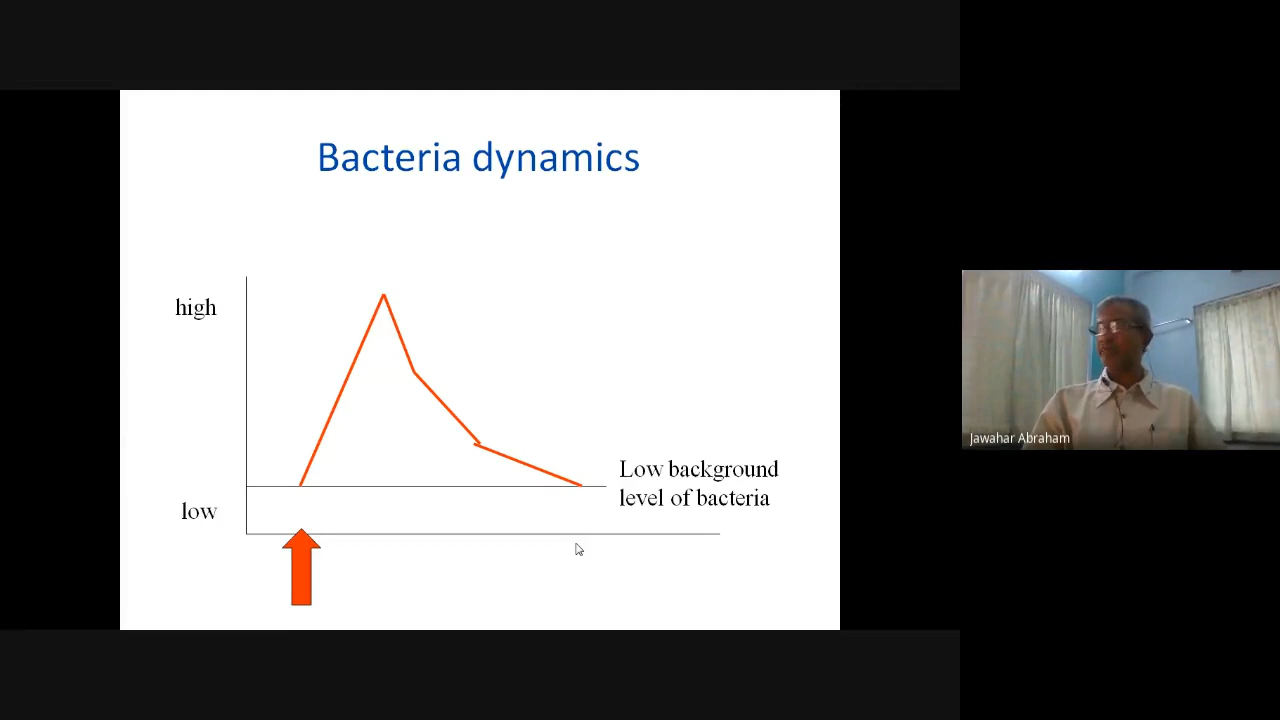 Bacteria dynamics
high
Low background
level of bacteria
low
Jawahar Abraham